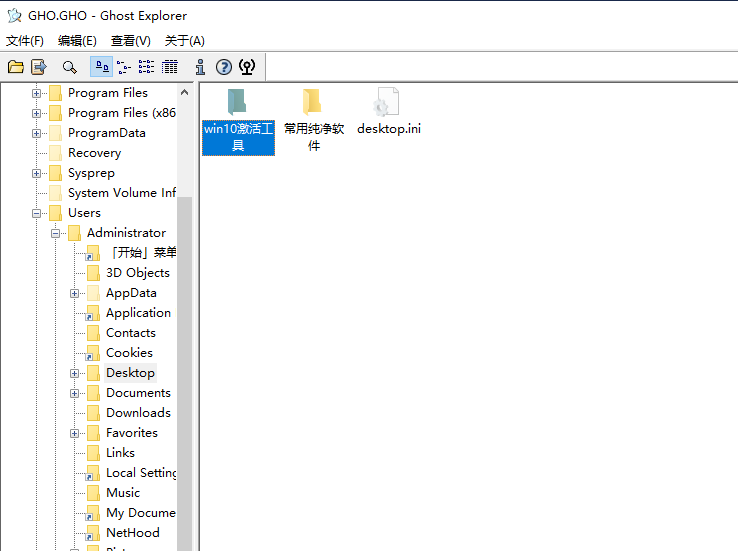 GHO.GHO - Ghost Explorer
文件(F) 编辑(E) 查看(V) 关于(A)
Program Files
Program Files (x86
ProgramData
Recovery
Sysprep
System Volume Inf
Users
Administrator
「开始」菜单
3D Objects
AppData
Application
Contacts
Cookies
Desktop
Documents
Downloads
Favorites
Links
Local Setting
Music
My Docume
NetHood
win10激活工
具
常用纯净软
件
desktop.ini